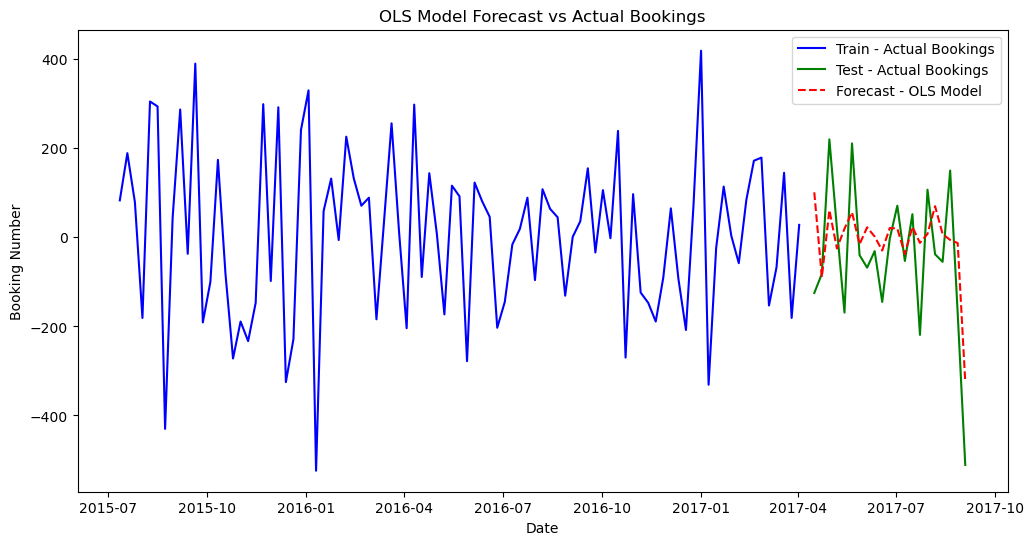 OLS Model Forecast vs Actual Bookings
Train - Actual Bookings
Test - Actual Bookings
Forecast - OLS Model
Booking Number
400
200
0
−200
−400
2015-07 2015-10 2016-01 2016-04 2016-07 2016-10 2017-01 2017-04 2017-07 2017-10
Date